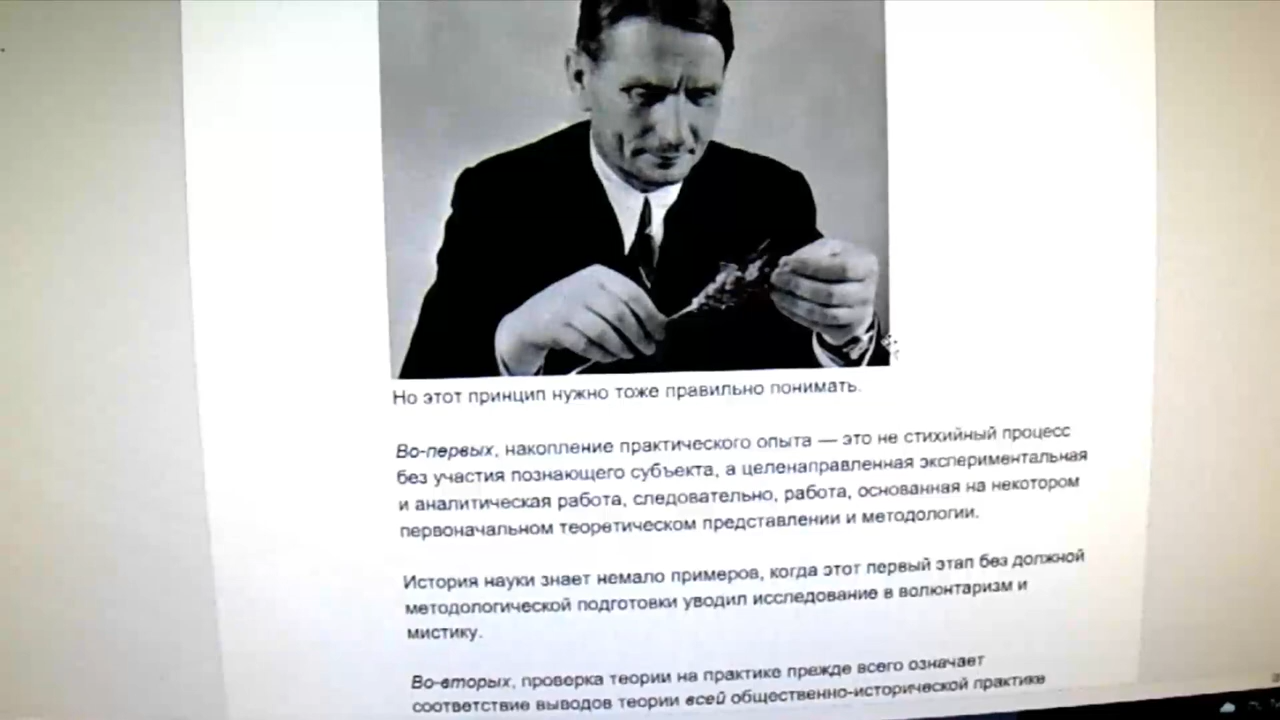 Но этот принцип нужно тоже правильно понимать.
Во-первых, накопление практического опыта — это не стихийный процесс
без участия познающего субъекта, а целенаправленная экспериментальная
и аналитическая работа, следовательно, работа, основанная на некотором
первоначальном теоретическом представлении и методологии.
История науки знает немало примеров, когда этот первый этап без должной
методологической подготовки уводил исследование в волюнтаризм и
мистику.
Во-вторых, проверка теории на практике прежде всего означает
соответствие выводов теории всей общественно-исторической практике